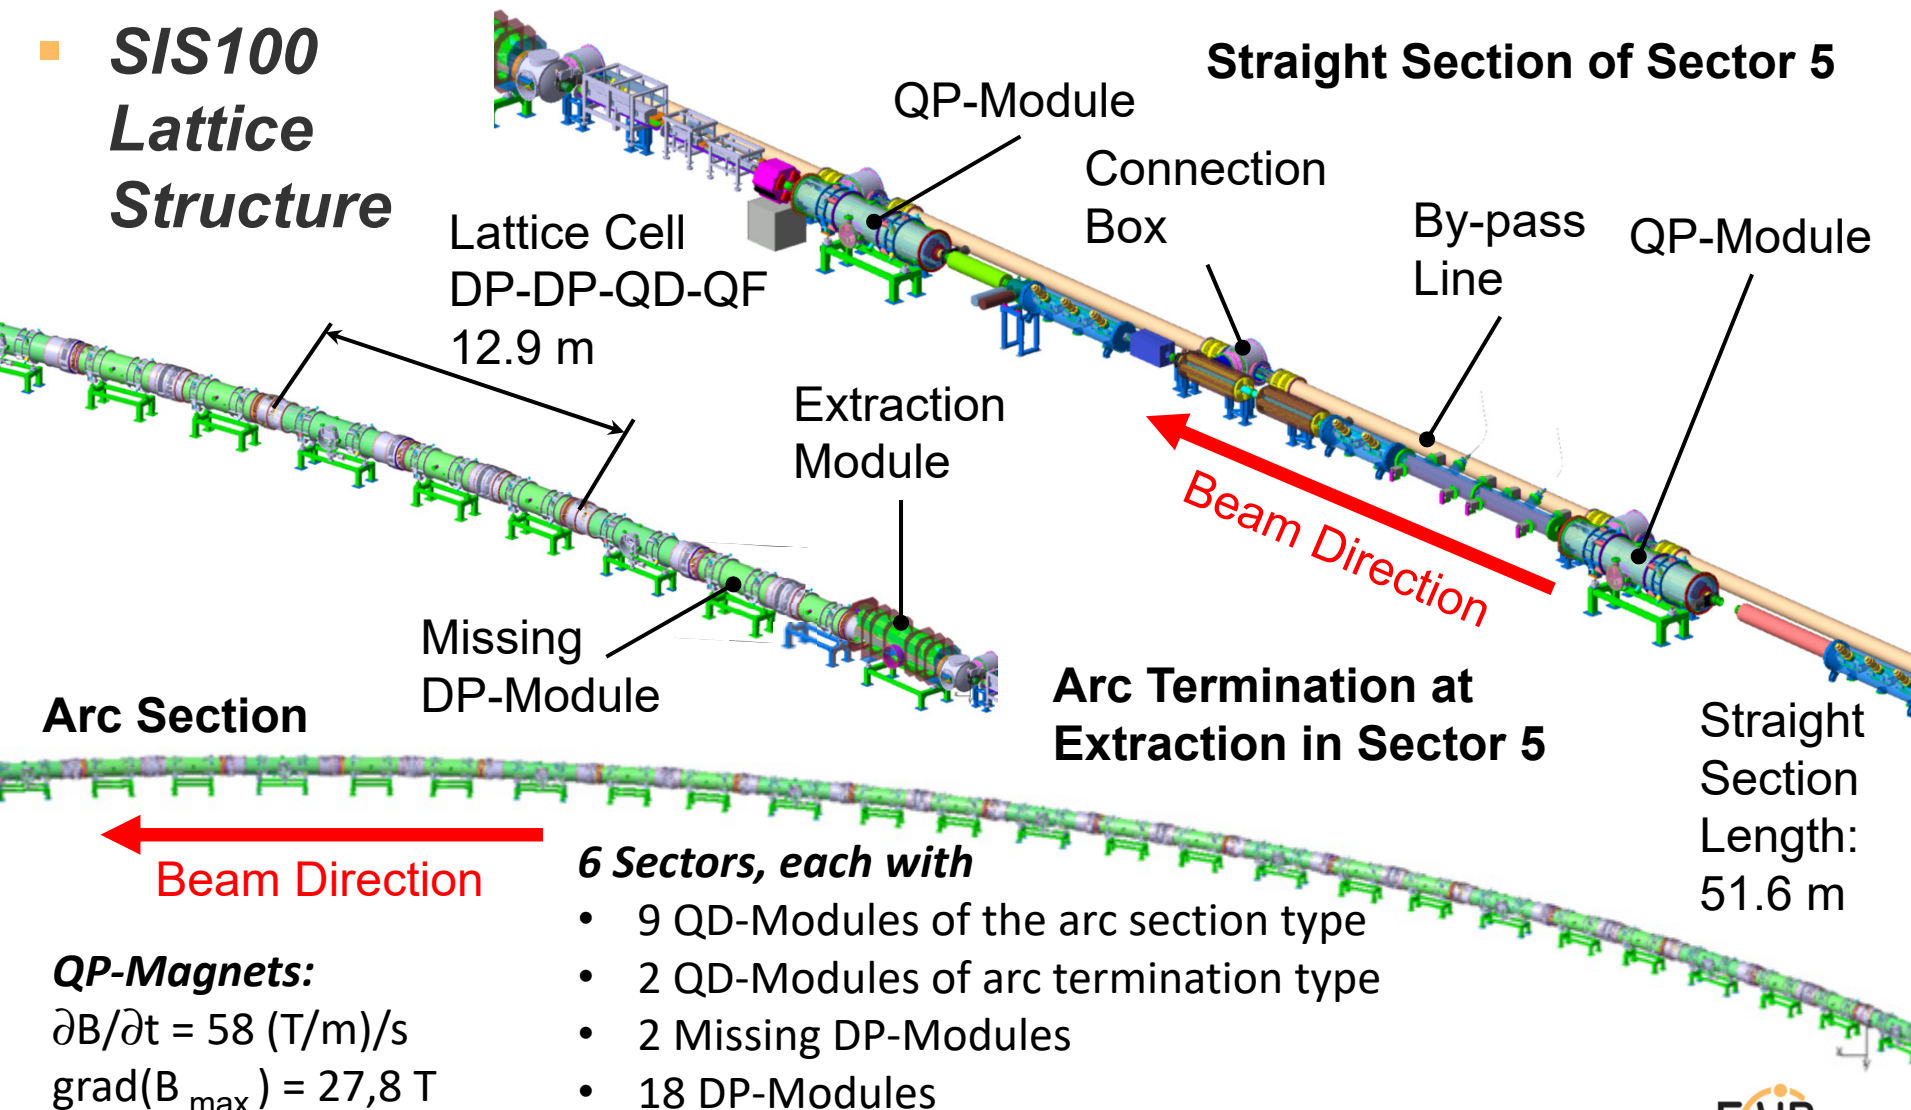 SIS100
Lattice
Structure
Straight Section of Sector 5
QP-Module
Connection
Box
By-pass
Line
QP-Module
Lattice Cell
DP-DP-QD-QF
12.9 m
Extraction
Module
Beam Direction
Missing
DP-Module
Arc Section
Arc Termination at
Extraction in Sector 5
Straight
Section
Length:
51.6 m
Beam Direction
6 Sectors, each with
• 9 QD-Modules of the arc section type
• 2 QD-Modules of arc termination type
• 2 Missing DP-Modules
• 18 DP-Modules
QP-Magnets:
∂B/∂t = 58 (T/m)/s
grad(B max) = 27,8 T